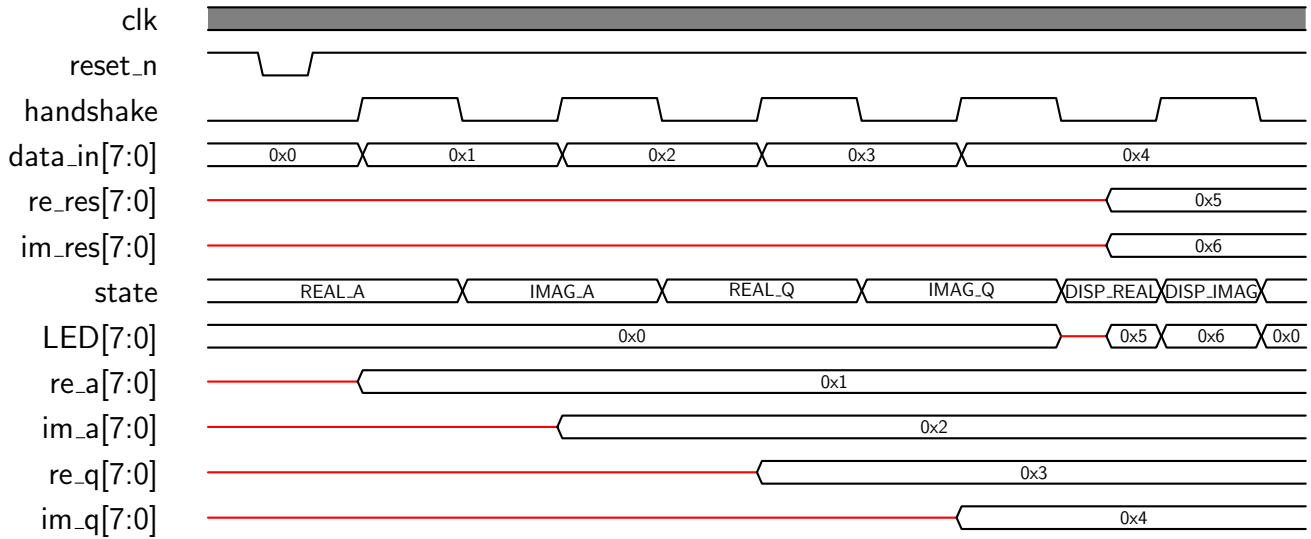 clk
reset_n
handshake
data_in[7:0] 0x0 0x1 0x2 0x3 0x4
re_res[7:0] 0x5
im_res[7:0] 0x6
state REAL_A IMAG_A REAL_Q IMAG_Q DISP_REAL DISP_IMAG
LED[7:0] 0x0 0x5 0x6 0x0
re_a[7:0] 0x1
im_a[7:0] 0x2
re_q[7:0] 0x3
im_q[7:0] 0x4